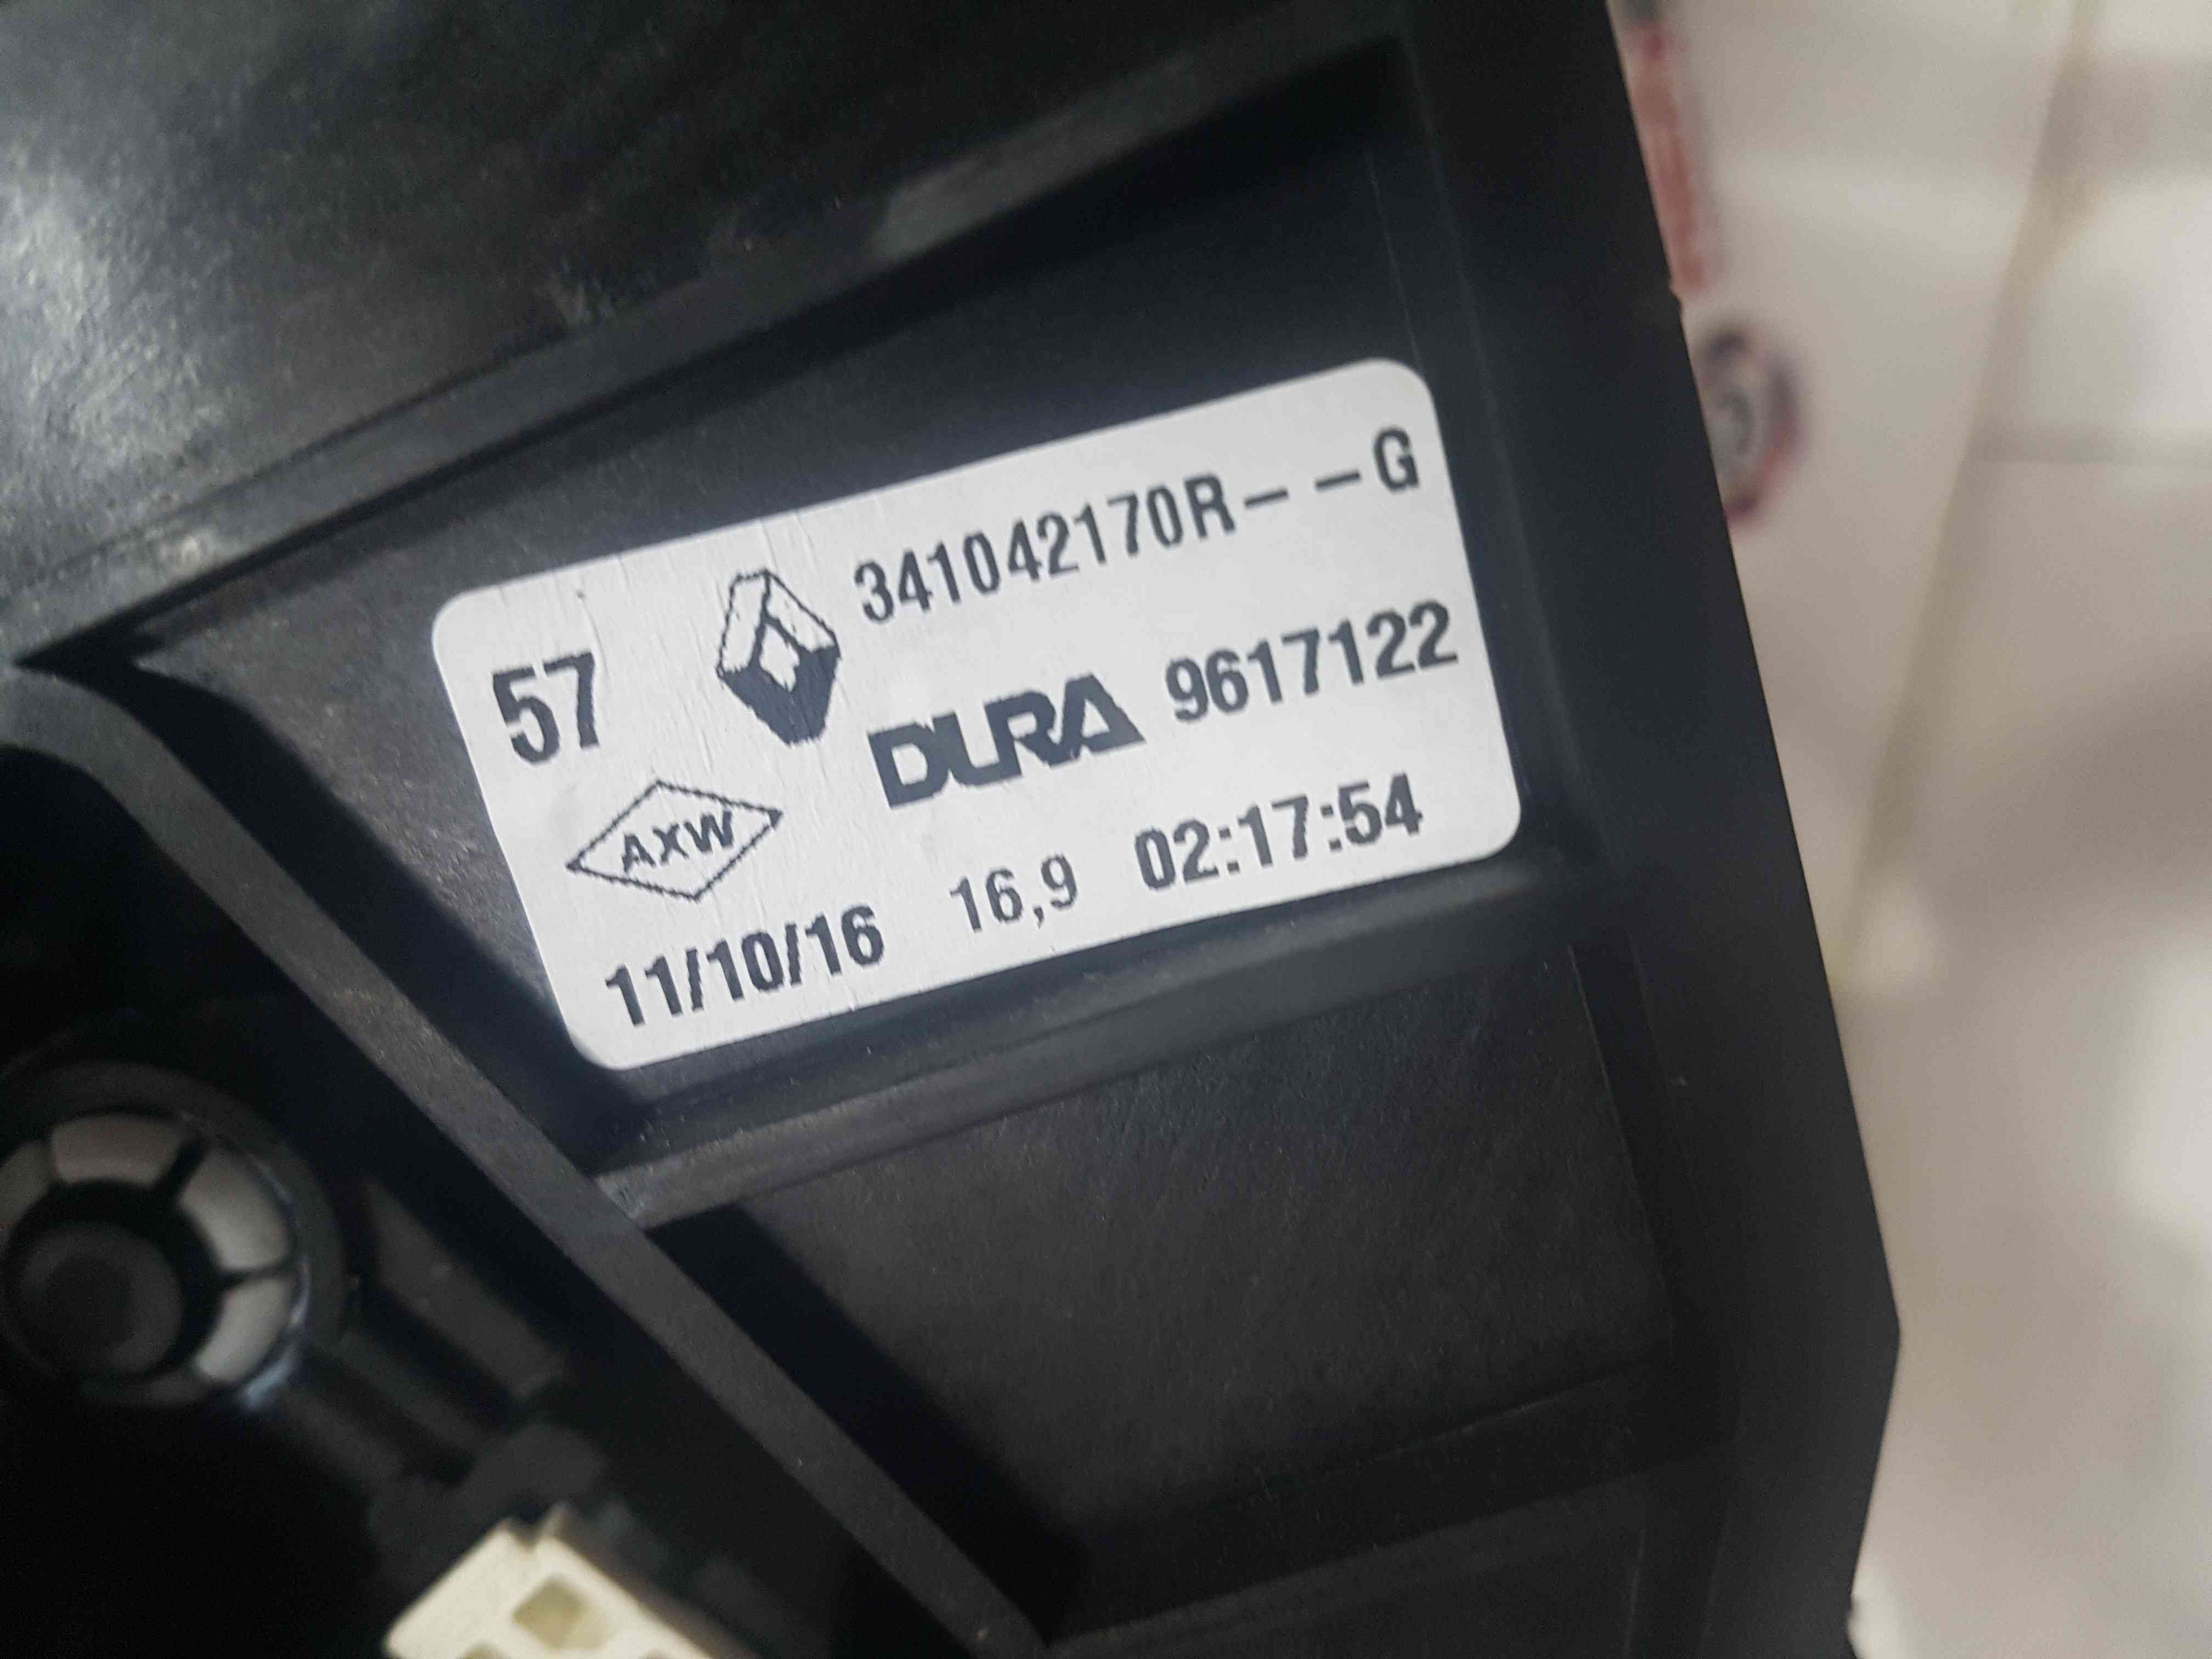 57 341042170R--G
DURA 9617122
AXW
11/10/16 16,9 02:17:54